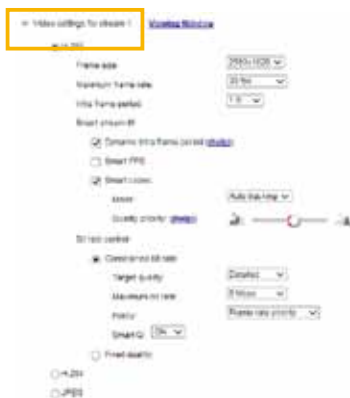 Video settings for stream 1 Viewing Window
H.265
Frame size 2560x1920
Maximum frame rate 30 fps
Intra frame period 1 S
Smart stream III
Dynamic Intra frame period (Help)
Smart FPS
Smart codec
Mode Auto tracking
Quality priority (Help)
Bit rate control
Constrained bit rate
Target quality Detailed
Maximum bit rate 8 Mbps
Policy Frame rate priority
Smart Q
Fixed quality
H.264
JPEG